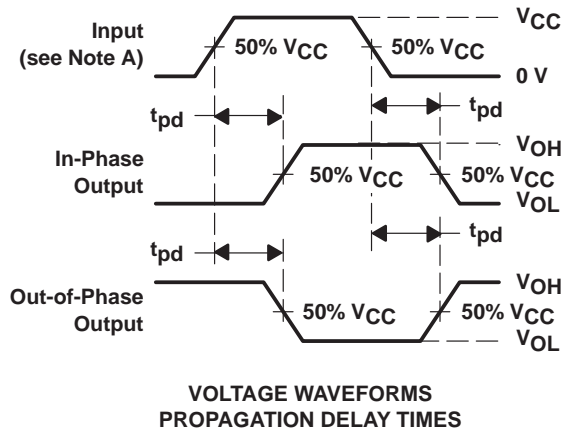 Input
(see Note A)
50% VCC
50% VCC
VCC
0 V
tpd
tpd
In-Phase
Output
50% VCC
VOH
50% VCC
VOL
tpd
tpd
Out-of-Phase
Output
50% VCC
VOH
50% VCC
VOL
VOLTAGE WAVEFORMS
PROPAGATION DELAY TIMES